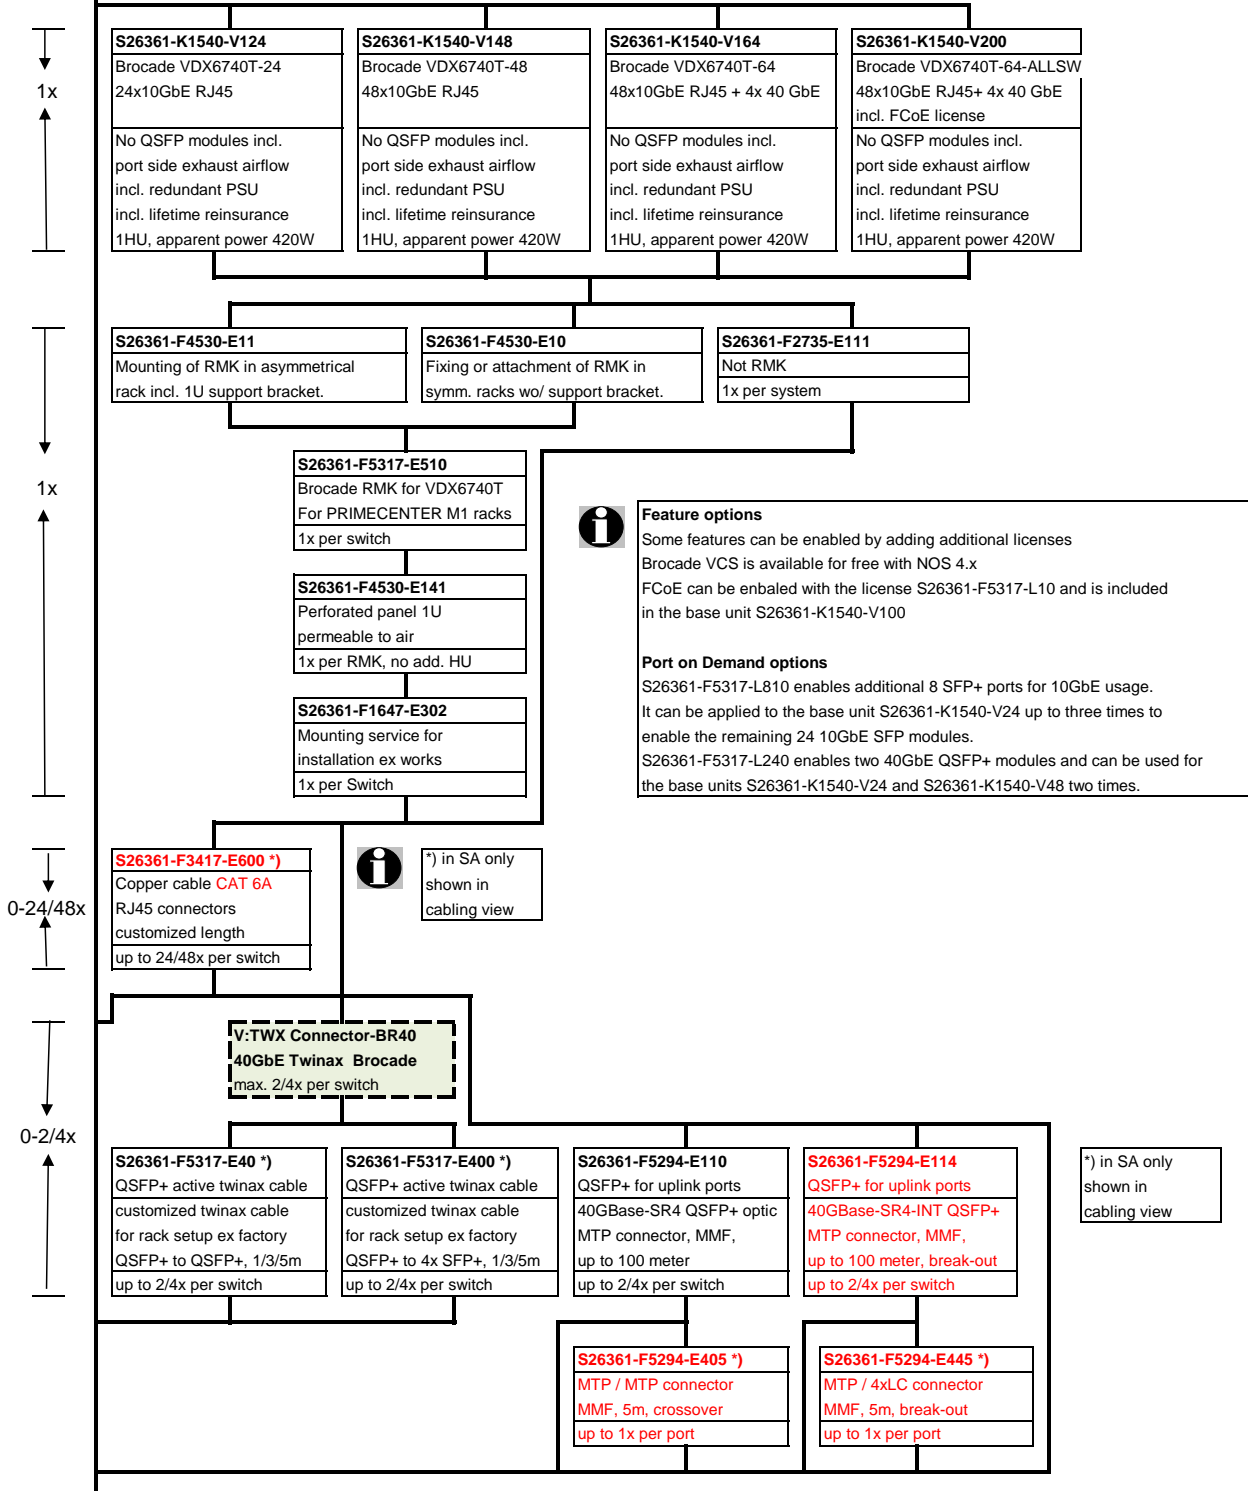 S26361-K1540-V124
Brocade VDX6740T-24
24x10GbE RJ45
No QSFP modules incl.
port side exhaust airflow
incl. redundant PSU
incl. lifetime reinsurance
1HU, apparent power 420W
S26361-K1540-V148
Brocade VDX6740T-48
48x10GbE RJ45
No QSFP modules incl.
port side exhaust airflow
incl. redundant PSU
incl. lifetime reinsurance
1HU, apparent power 420W
S26361-K1540-V164
Brocade VDX6740T-64
48x10GbE RJ45 + 4x 40 GbE
No QSFP modules incl.
port side exhaust airflow
incl. redundant PSU
incl. lifetime reinsurance
1HU, apparent power 420W
S26361-K1540-V200
Brocade VDX6740T-64-ALLSW
48x10GbE RJ45+ 4x 40 GbE
incl. FCoE license
No QSFP modules incl.
port side exhaust airflow
incl. redundant PSU
incl. lifetime reinsurance
1HU, apparent power 420W
1x
S26361-F4530-E11
Mounting of RMK in asymmetrical
rack incl. 1U support bracket.
S26361-F4530-E10
Fixing or attachment of RMK in
symm. racks wo/ support bracket.
S26361-F2735-E111
Not RMK
1x per system
1x
S26361-F5317-E510
Brocade RMK for VDX6740T
For PRIMECENTER M1 racks
1x per switch
S26361-F4530-E141
Perforated panel 1U
permeable to air
1x per RMK, no add. HU
S26361-F1647-E302
Mounting service for
installation ex works
1x per Switch
Feature options
Some features can be enabled by adding additional licenses
Brocade VCS is available for free with NOS 4.x
FCoE can be enbaled with the license S26361-F5317-L10 and is included
in the base unit S26361-K1540-V100
Port on Demand options
S26361-F5317-L810 enables additional 8 SFP+ ports for 10GbE usage.
It can be applied to the base unit S26361-K1540-V24 up to three times to
enable the remaining 24 10GbE SFP modules.
S26361-F5317-L240 enables two 40GbE QSFP+ modules and can be used for
the base units S26361-K1540-V24 and S26361-K1540-V48 two times.
0-24/48x
S26361-F3417-E600 *)
Copper cable CAT 6A
RJ45 connectors
customized length
up to 24/48x per switch
*) in SA only
shown in
cabling view
V:TWX Connector-BR40
40GbE Twinax Brocade
max. 2/4x per switch
0-2/4x
S26361-F5317-E40 *)
QSFP+ active twinax cable
customized twinax cable
for rack setup ex factory
QSFP+ to QSFP+, 1/3/5m
up to 2/4x per switch
S26361-F5317-E400 *)
QSFP+ active twinax cable
customized twinax cable
for rack setup ex factory
QSFP+ to 4x SFP+, 1/3/5m
up to 2/4x per switch
S26361-F5294-E110
QSFP+ for uplink ports
40GBase-SR4 QSFP+ optic
MTP connector, MMF,
up to 100 meter
up to 2/4x per switch
S26361-F5294-E114
QSFP+ for uplink ports
40GBase-SR4-INT QSFP+
MTP connector, MMF,
up to 100 meter, break-out
up to 2/4x per switch
*) in SA only
shown in
cabling view
S26361-F5294-E405 *)
MTP / MTP connector
MMF, 5m, crossover
up to 1x per port
S26361-F5294-E445 *)
MTP / 4xLC connector
MMF, 5m, break-out
up to 1x per port